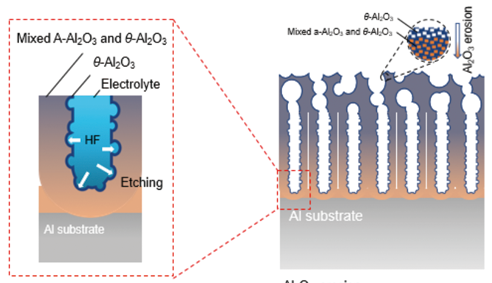 Mixed A-Al₂O₃ and θ-Al₂O₃
θ-Al₂O₃
Electrolyte
HF
Etching
Al substrate
θ-Al₂O₃
Mixed a-Al₂O₃ and θ-Al₂O₃
Al₂O₃ erosion
Al substrate